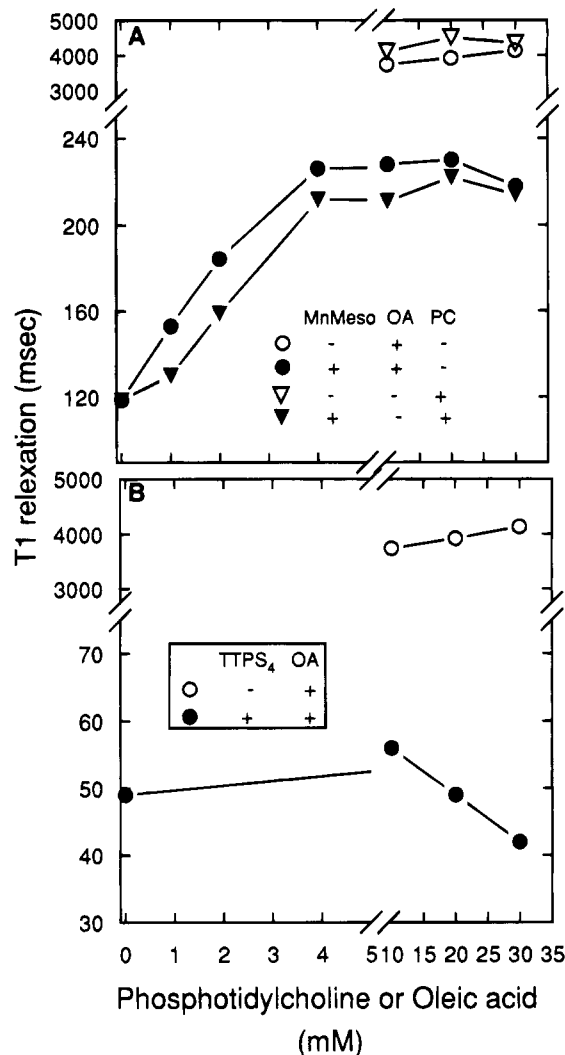 5000
A
4000
3000
240
200
160
120
MnMeso OA PC
- + -
+ + -
- - +
+ - +
T1 relexation (msec)
5000
B
4000
3000
70
60
50
40
30
TTPS4 OA
- +
+ +
0 1 2 3 4 5 10 15 20 25 30 35
Phosphotidylcholine or Oleic acid
(mM)